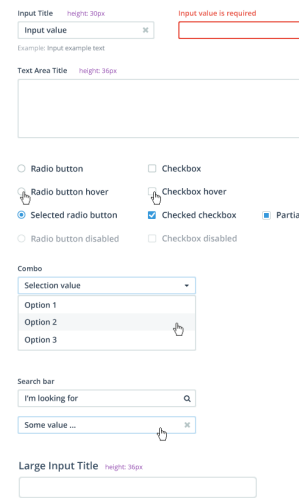 Input Title height: 30px Input value is required
Input value
Example: Input example text
Text Area Title height: 36px
Radio button Checkbox
Radio button hover Checkbox hover
Selected radio button Checked checkbox Partia
Radio button disabled Checkbox disabled
Combo
Selection value
Option 1
Option 2
Option 3
Search bar
I'm looking for
Some value ...
Large Input Title height: 36px